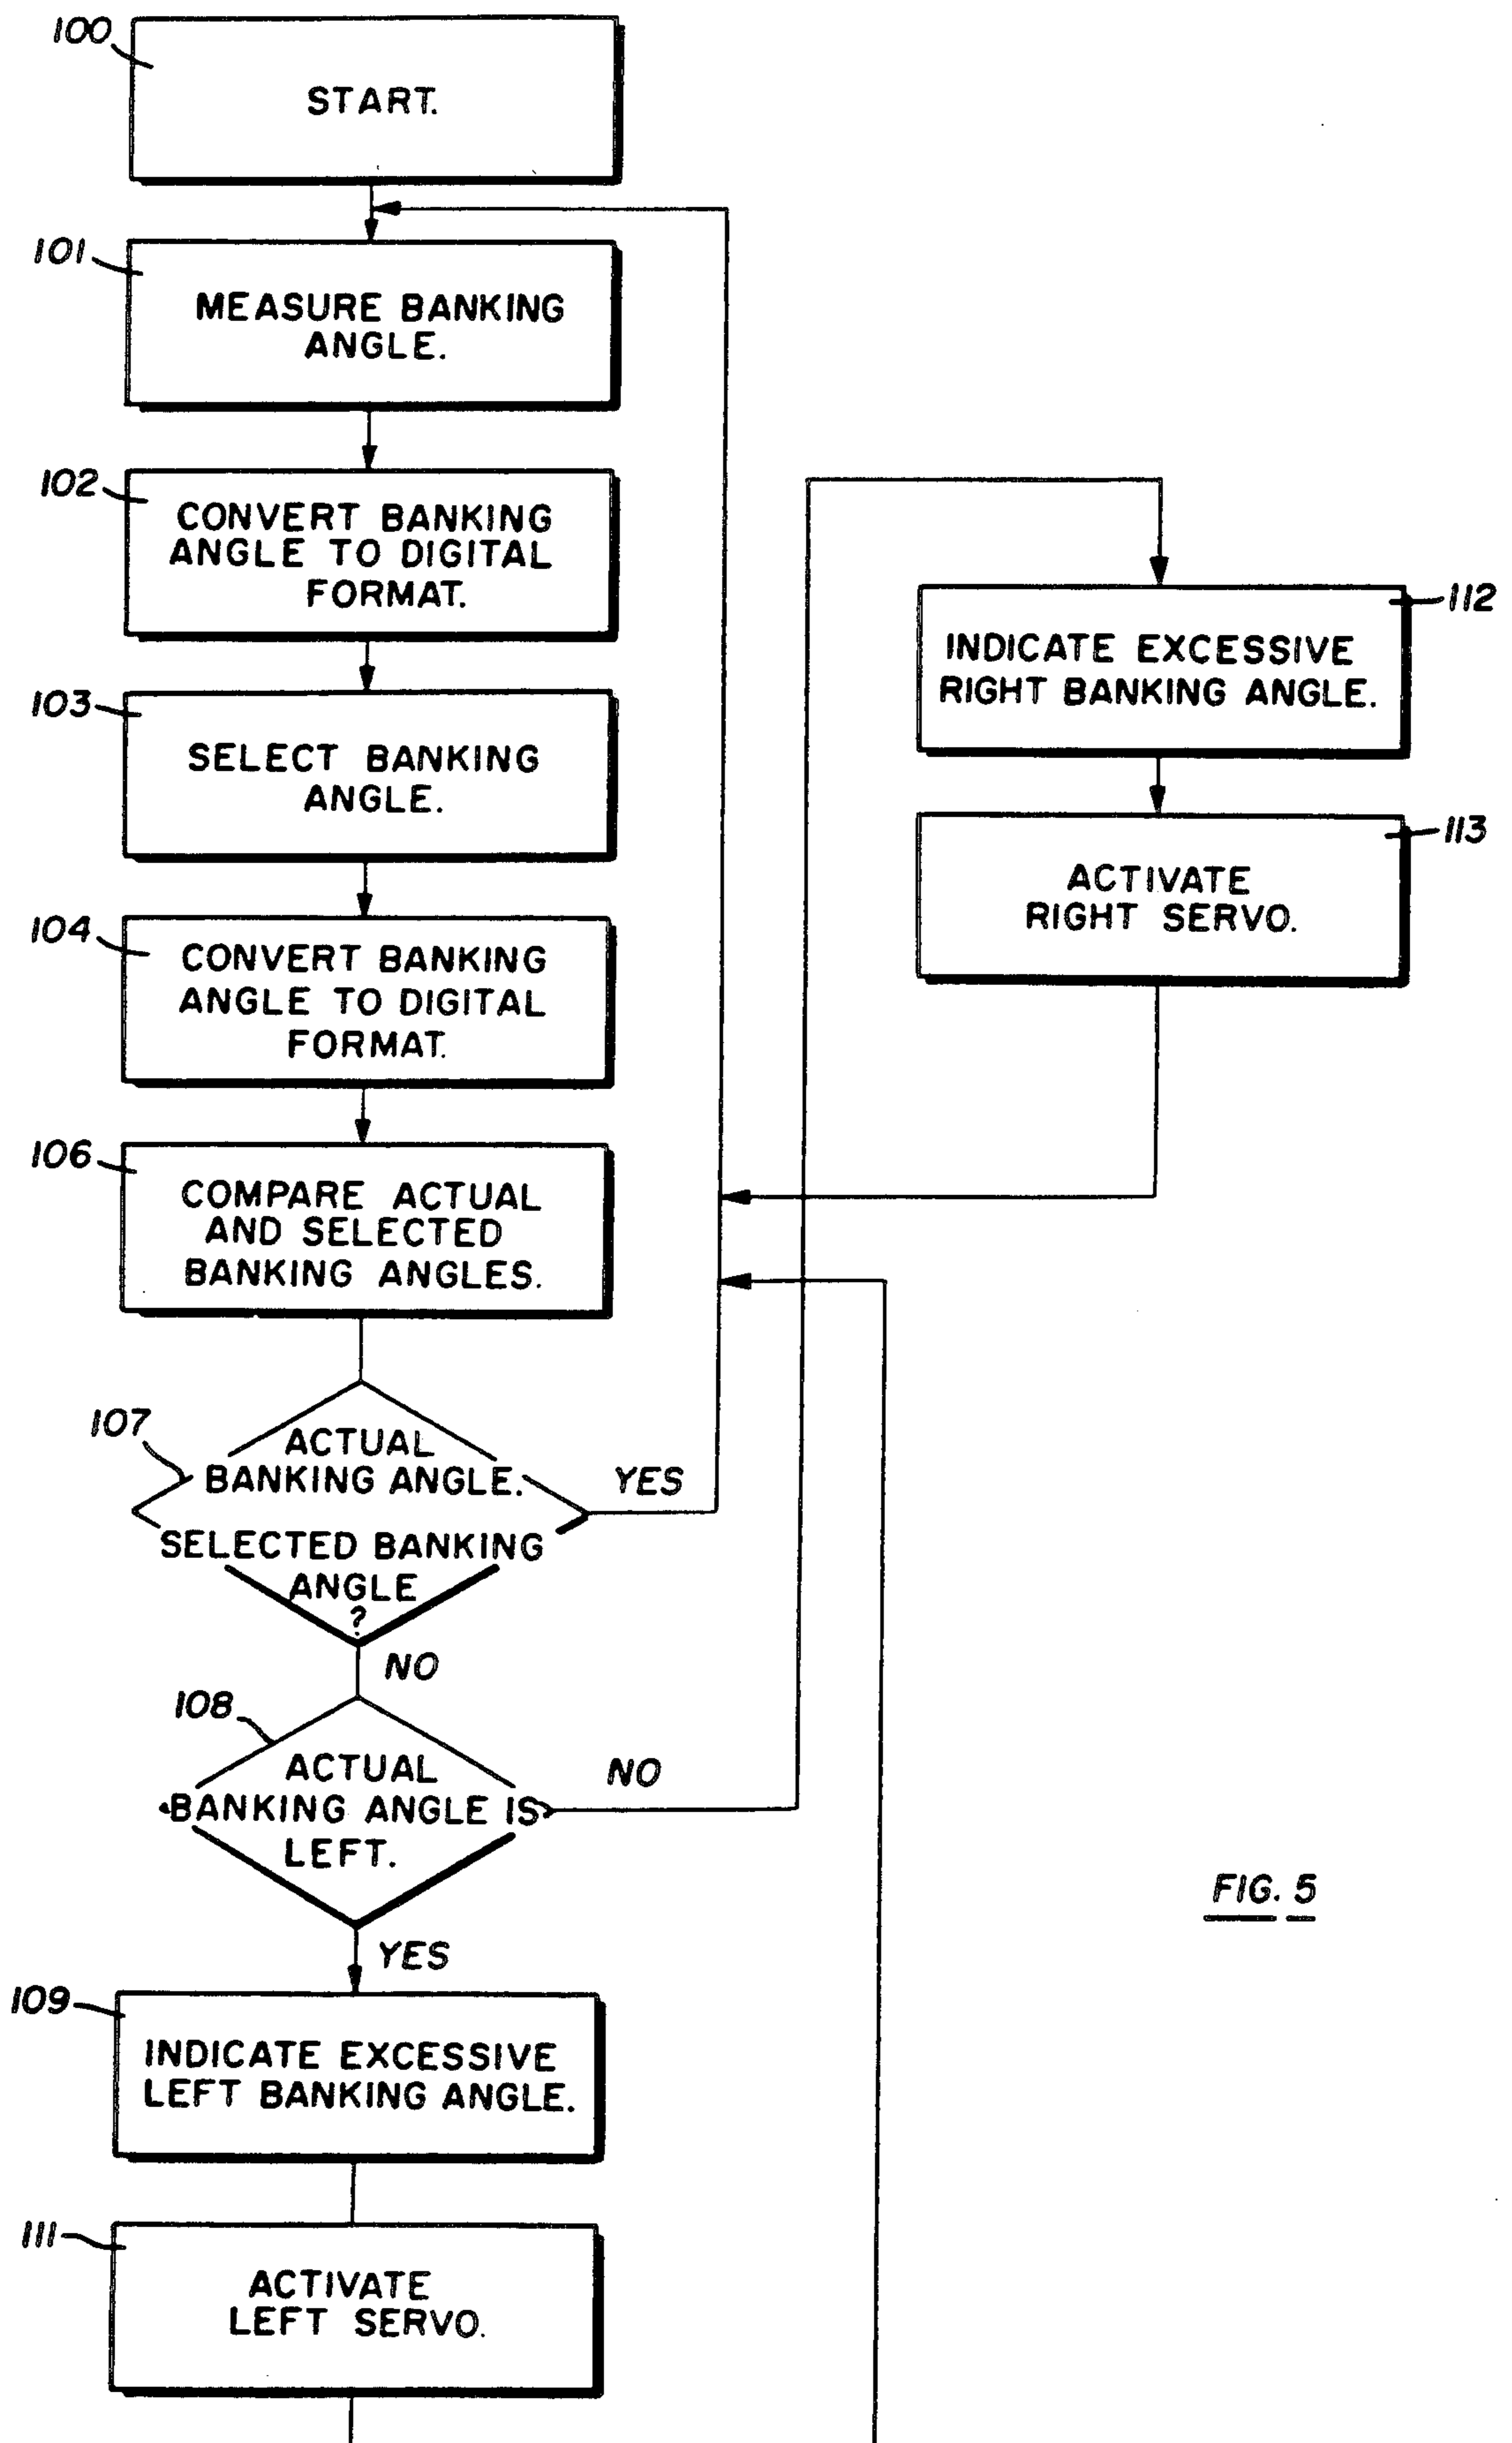 100
START.
101
MEASURE BANKING
ANGLE.
102
CONVERT BANKING
ANGLE TO DIGITAL
FORMAT.
103
SELECT BANKING
ANGLE.
104
CONVERT BANKING
ANGLE TO DIGITAL
FORMAT.
106
COMPARE ACTUAL
AND SELECTED
BANKING ANGLES.
107
ACTUAL
BANKING ANGLE.
SELECTED BANKING
ANGLE
?
YES
NO
108
ACTUAL
BANKING ANGLE IS
LEFT.
NO
YES
109
INDICATE EXCESSIVE
LEFT BANKING ANGLE.
111
ACTIVATE
LEFT SERVO.
112
INDICATE EXCESSIVE
RIGHT BANKING ANGLE.
113
ACTIVATE
RIGHT SERVO.
FIG. 5